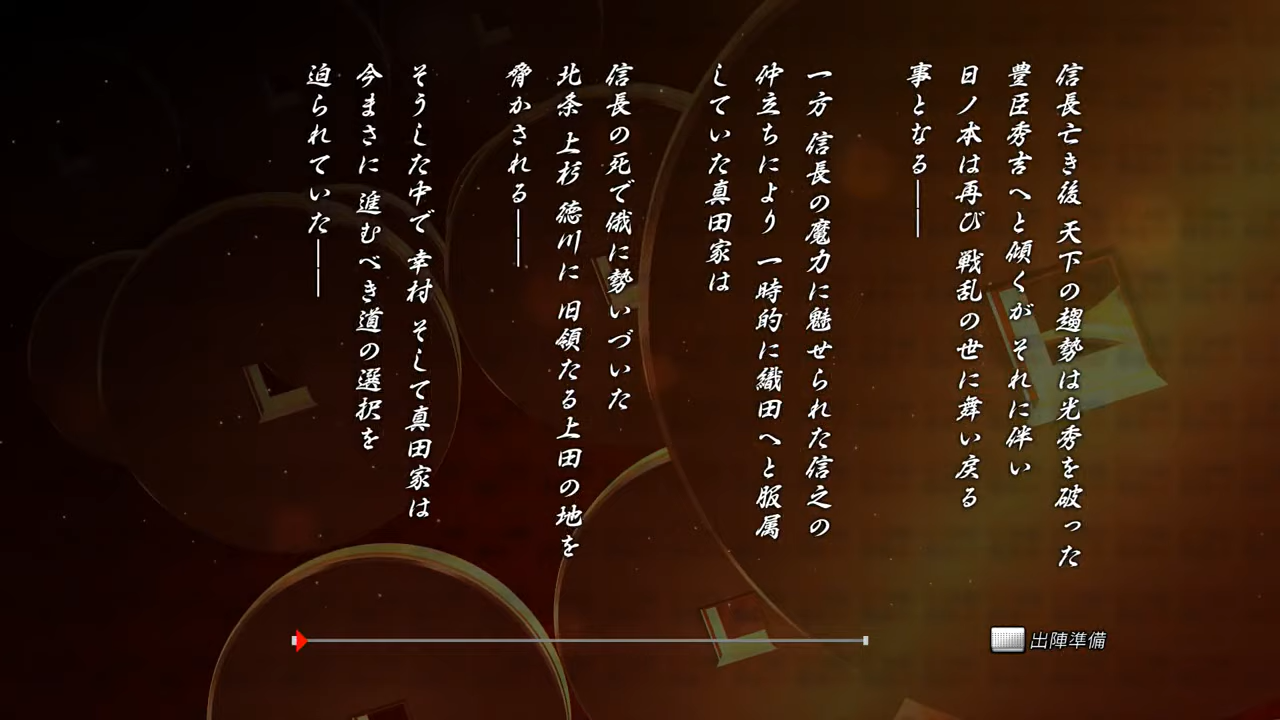 信長亡き後 天下の趨勢は光秀を破った
豊臣秀吉へと傾くが それに伴い
日ノ本は再び 戦乱の世に舞い戻る
事となる――
一方 信長の魔力に魅せられた信之の
仲立ちにより 一時的に織田へと服属
していた真田家は
信長の死で俄に勢いづいた
北条 上杉 徳川に 旧領たる上田の地を
脅かされる――
そうした中で 幸村 そして真田家は
今まさに 進むべき道の選択を
迫られていた――
出陣準備